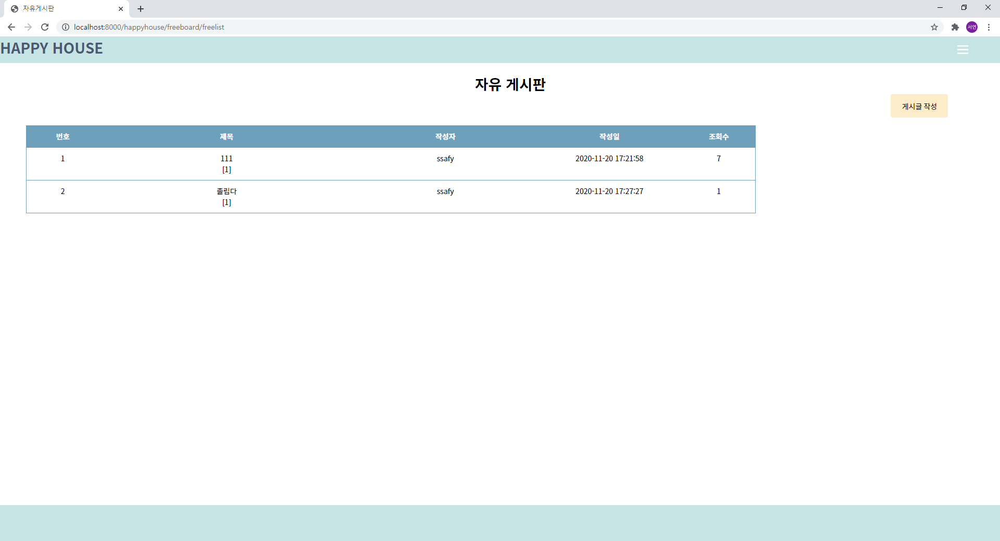 자유게시판
localhost:8000/happyhouse/freeboard/freelist
서연
HAPPY HOUSE
자유 게시판
게시글 작성
번호 제목 작성자 작성일 조회수
1 111 ssafy 2020-11-20 17:21:58 7
[1]
2 졸립다 ssafy 2020-11-20 17:27:27 1
[1]